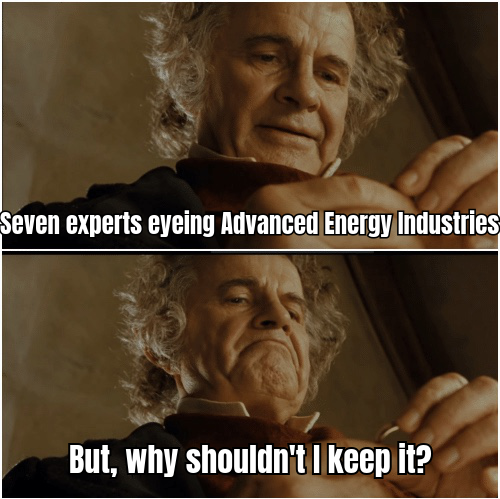 Seven experts eyeing Advanced Energy Industries
But, why shouldn't I keep it?